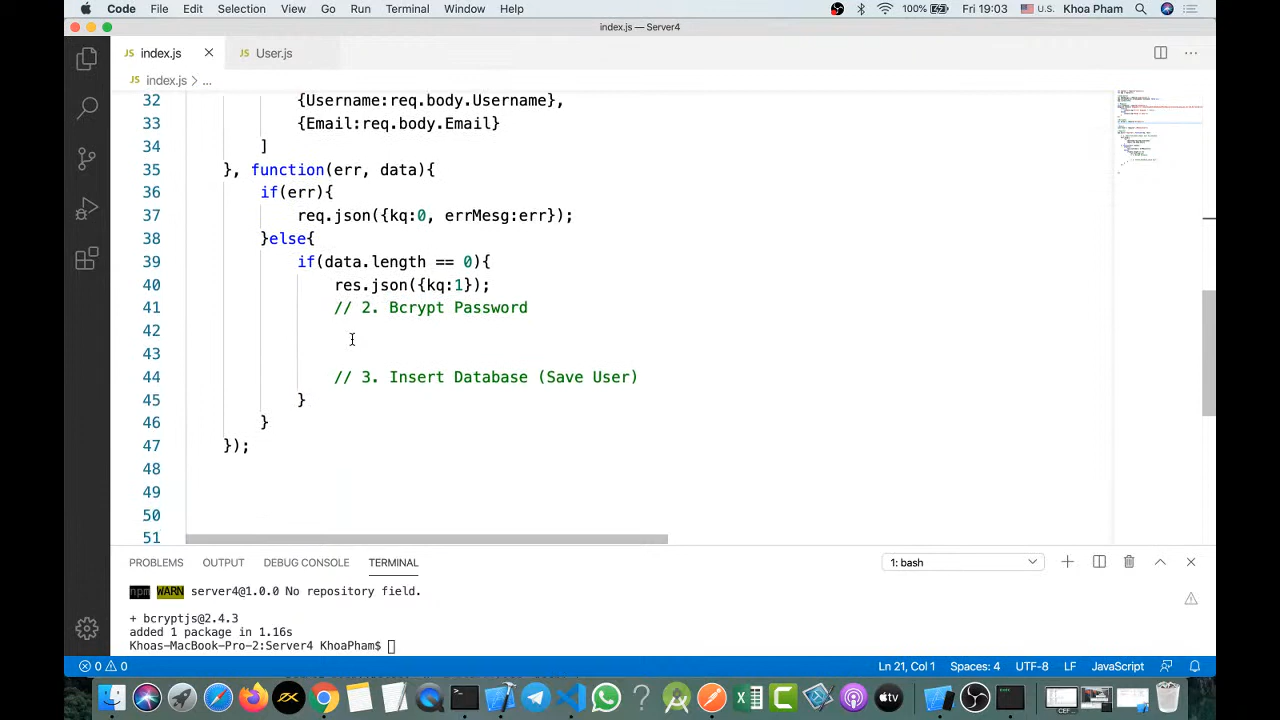 Code File Edit Selection View Go Run Terminal Window Help 100% Fri 19:03 U.S. Khoa Pham
index.js — Server4
JS index.js × JS User.js
JS index.js > ...
32 {Username:req.body.Username},
33 {Email:req.body.Email}
34 ]
35 }, function(err, data){
36 if(err){
37 req.json({kq:0, errMesg:err});
38 }else{
39 if(data.length == 0){
40 res.json({kq:1});
41 // 2. Bcrypt Password
42
43
44 // 3. Insert Database (Save User)
45 }
46 }
47 });
48
49
50
51
PROBLEMS OUTPUT DEBUG CONSOLE TERMINAL 1: bash
npm WARN server4@1.0.0 No repository field.
+ bcryptjs@2.4.3
added 1 package in 1.16s
Khoas-MacBook-Pro-2:Server4 KhoaPham$
0 0 Ln 21, Col 1 Spaces: 4 UTF-8 LF JavaScript
tv